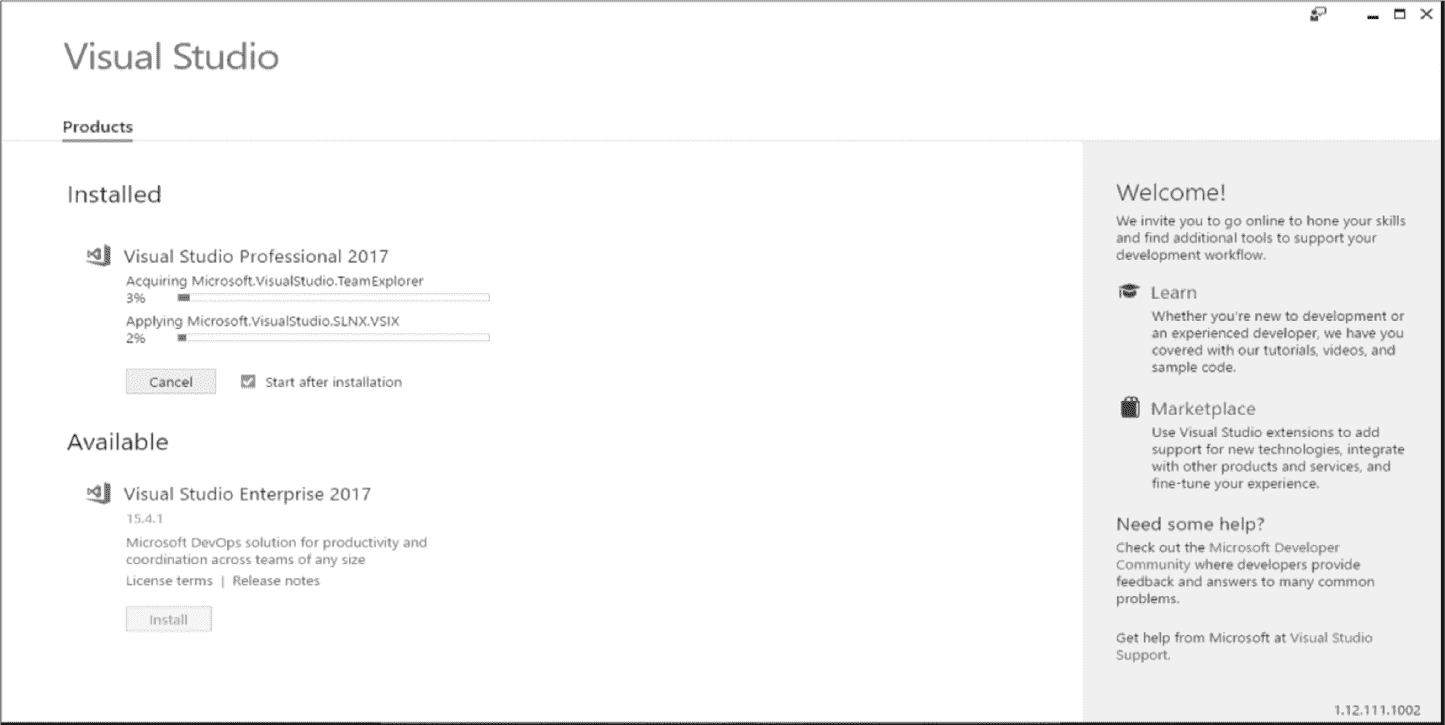 Visual Studio
Products
Installed
Visual Studio Professional 2017
Acquiring Microsoft.VisualStudio.TeamExplorer
3%
Applying Microsoft.VisualStudio.SLNX.VSIX
2%
Cancel
Start after installation
Available
Visual Studio Enterprise 2017
15.4.1
Microsoft DevOps solution for productivity and
coordination across teams of any size
License terms | Release notes
Install
Welcome!
We invite you to go online to hone your skills
and find additional tools to support your
development workflow.
Learn
Whether you're new to development or
an experienced developer, we have you
covered with our tutorials, videos, and
sample code.
Marketplace
Use Visual Studio extensions to add
support for new technologies, integrate
with other products and services, and
fine-tune your experience.
Need some help?
Check out the Microsoft Developer
Community where developers provide
feedback and answers to many common
problems.
Get help from Microsoft at Visual Studio
Support.
1.12.111.1002